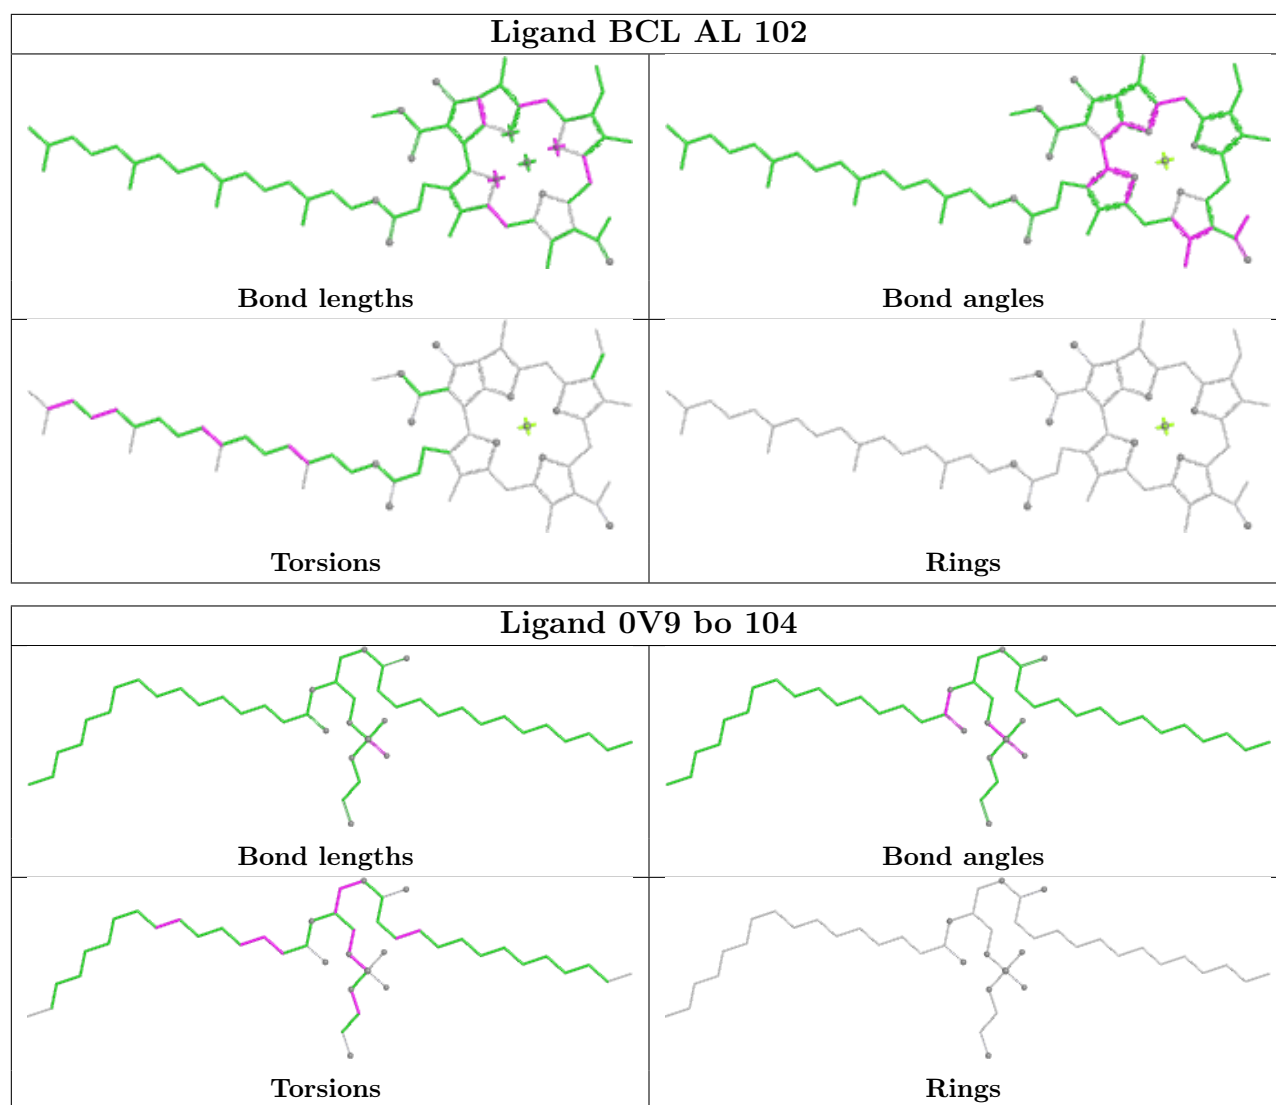 Ligand BCL AL 102
Bond lengths
Bond angles
Torsions
Rings
Ligand 0V9 bo 104
Bond lengths
Bond angles
Torsions
Rings